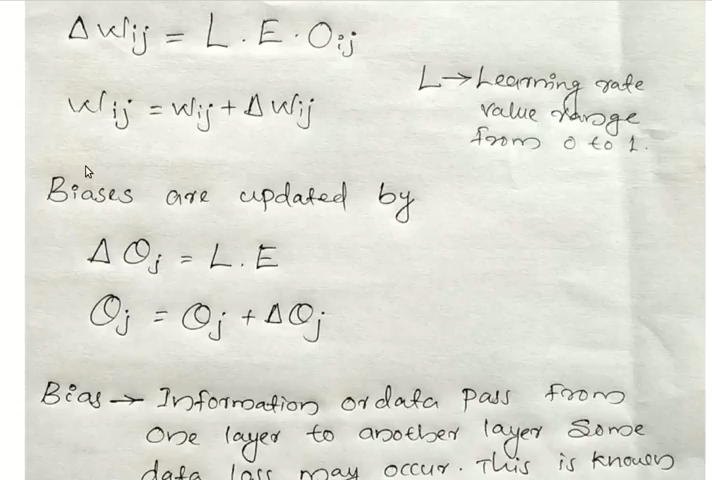 ΔWij = L . E . Oij
Wij = Wij + ΔWij
L → Learning rate
value range
from 0 to 1.
Biases are updated by
ΔOj = L . E
Oj = Oj + ΔOj
Bias → Information or data pass from
one layer to another layer some
data loss may occur. This is known